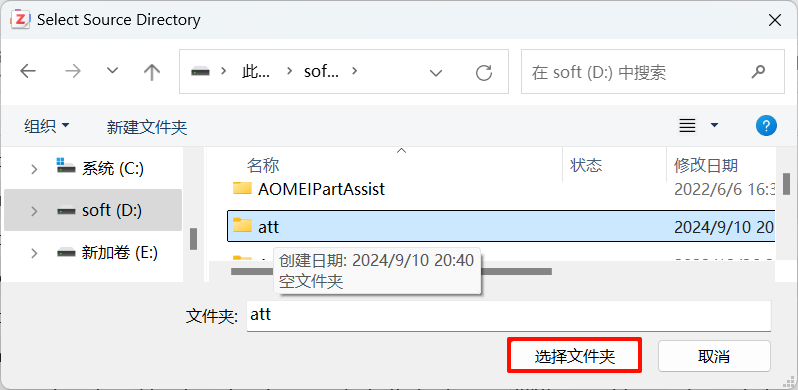 Select Source Directory
此... sof...
在 soft (D:) 中搜索
组织 新建文件夹
名称 状态 修改日期
系统 (C:)
soft (D:)
新加卷 (E:)
AOMEIPartAssist 2022/6/6 16:3
att 2024/9/10 20
创建日期: 2024/9/10 20:40
空文件夹
文件夹: att
选择文件夹 取消